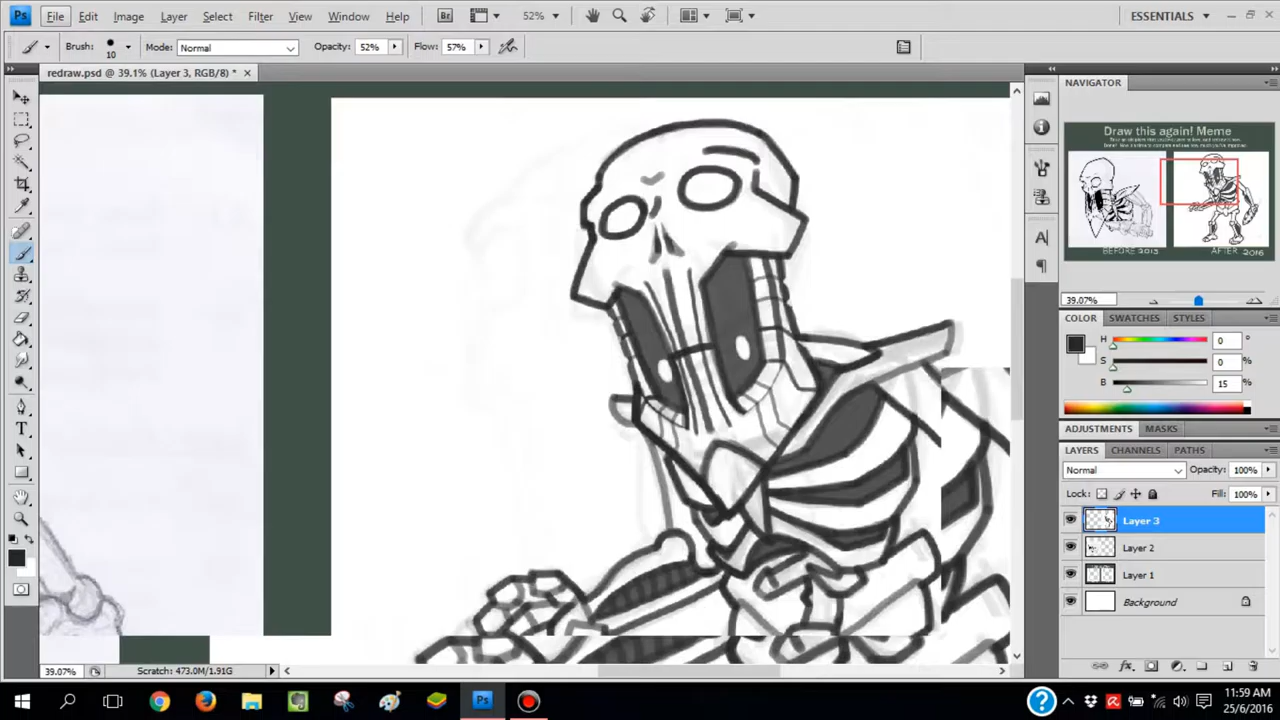 Ps File Edit Image Layer Select Filter View Window Help Br 52% ESSENTIALS
Brush: 10 Mode: Normal Opacity: 52% Flow: 57%
redraw.psd @ 39.1% (Layer 3, RGB/8) *
NAVIGATOR
Draw this again! Meme
BEFORE 2013 AFTER 2016
39.07%
COLOR SWATCHES STYLES
H 0 °
S 0 %
B 15 %
ADJUSTMENTS MASKS
LAYERS CHANNELS PATHS
Normal Opacity: 100%
Lock: Fill: 100%
Layer 3
Layer 2
Layer 1
Background
39.07% Scratch: 473.0M/1.91G
Ps 11:59 AM
25/6/2016